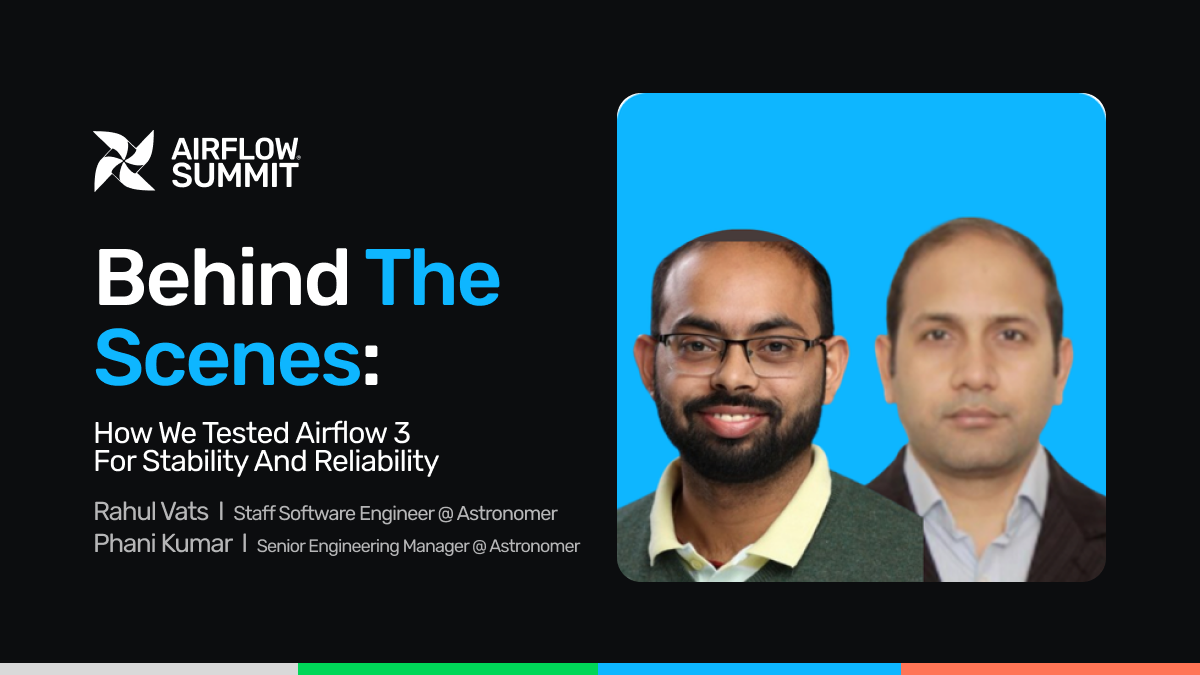 AIRFLOW®
SUMMIT
Behind The
Scenes:
How We Tested Airflow 3
For Stability And Reliability
Rahul Vats | Staff Software Engineer @ Astronomer
Phani Kumar | Senior Engineering Manager @ Astronomer